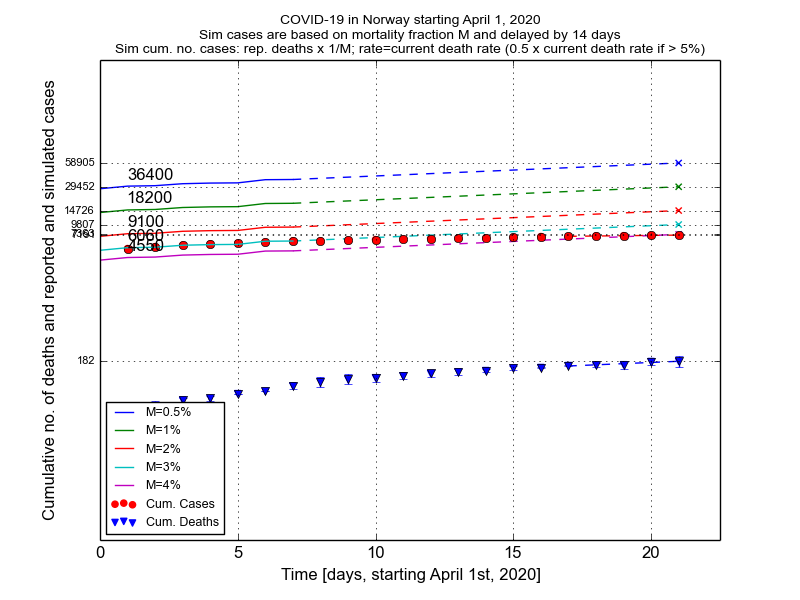 COVID-19 in Norway starting April 1, 2020
Sim cases are based on mortality fraction M and delayed by 14 days
Sim cum. no. cases: rep. deaths x 1/M; rate=current death rate (0.5 x current death rate if > 5%)
Cumulative no. of deaths and reported and simulated cases
58905
29452
14726
9807
7361
182
36400
18200
9100
6060
4550
M=0.5%
M=1%
M=2%
M=3%
M=4%
Cum. Cases
Cum. Deaths
0 5 10 15 20
Time [days, starting April 1st, 2020]